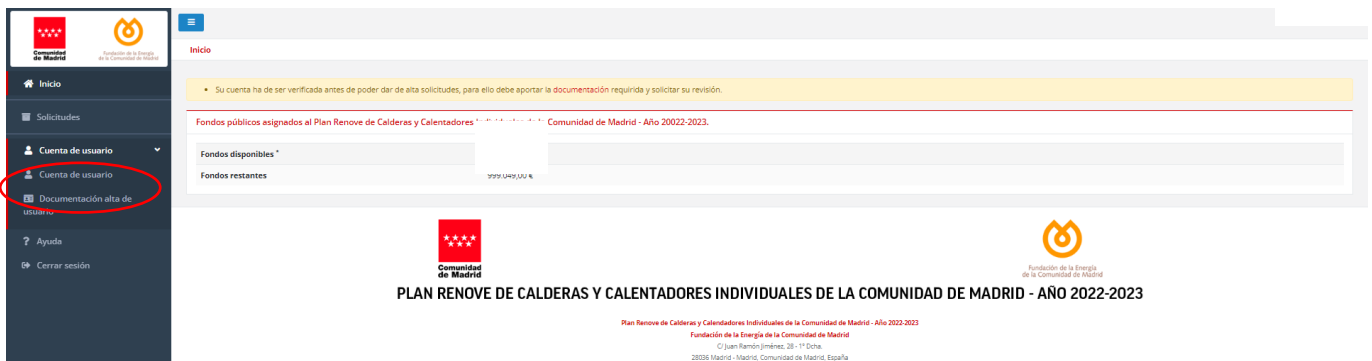 Comunidad
de Madrid
Fundación de la Energía
de la Comunidad de Madrid
Inicio
Solicitudes
Cuenta de usuario
Cuenta de usuario
Documentación alta de
usuario
? Ayuda
Cerrar sesión
Inicio
Su cuenta ha de ser verificada antes de poder dar de alta solicitudes, para ello debe aportar la documentación requirida y solicitar su revisión.
Fondos públicos asignados al Plan Renove de Calderas y Calentadores de la Comunidad de Madrid - Año 20022-2023.
Fondos disponibles *
Fondos restantes 999.049,00 €
Comunidad
de Madrid
Fundación de la Energía
de la Comunidad de Madrid
PLAN RENOVE DE CALDERAS Y CALENTADORES INDIVIDUALES DE LA COMUNIDAD DE MADRID - AÑO 2022-2023
Plan Renove de Calderas y Calendadores Individuales de la Comunidad de Madrid - Año 2022-2023
Fundación de la Energía de la Comunidad de Madrid
C/ Juan Ramón Jiménez, 28 - 1º Dcha.
28036 Madrid - Madrid, Comunidad de Madrid, España